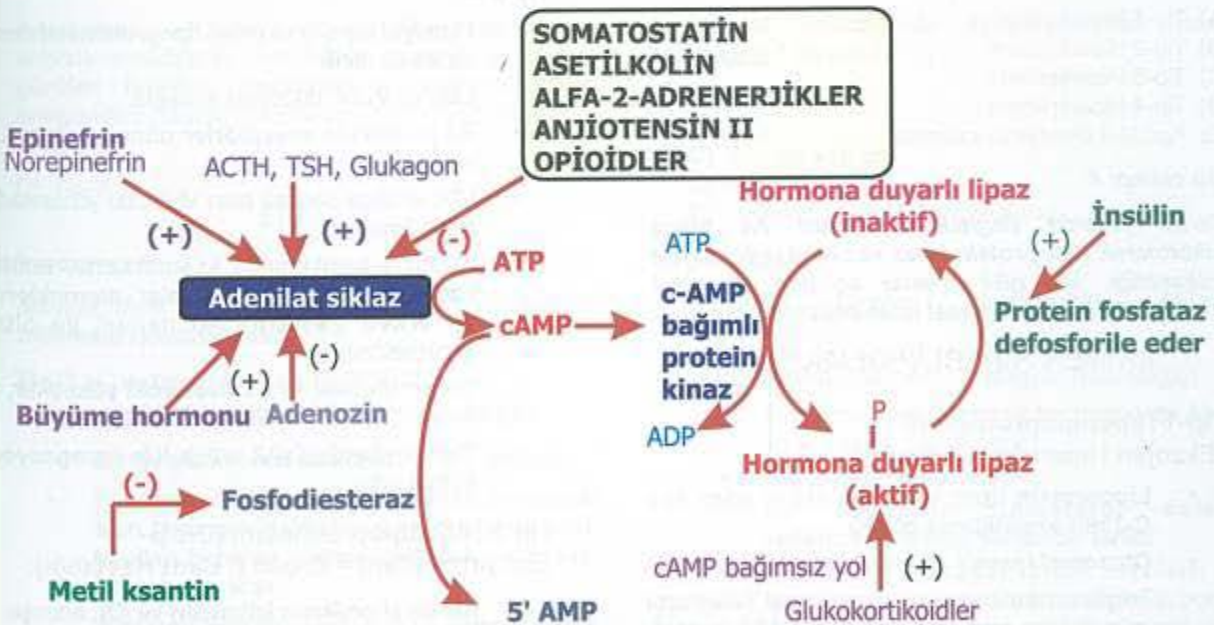 SOMATOSTATİN
ASETİLKOLİN
ALFA-2-ADRENERJİKLER
ANJİOTENSİN II
OPİOİDLER
Epinefrin
Norepinefrin
ACTH, TSH, Glukagon
(+)
(+)
(-)
Adenilat siklaz
ATP
cAMP
(+)
(-)
Büyüme hormonu
Adenozin
(-)
Fosfodiesteraz
Metil ksantin
5' AMP
Hormona duyarlı lipaz
(inaktif)
ATP
c-AMP
bağımlı
protein
kinaz
ADP
İnsülin
(+)
Protein fosfataz
defosforile eder
P
Hormona duyarlı lipaz
(aktif)
cAMP bağımsız yol
(+)
Glukokortikoidler